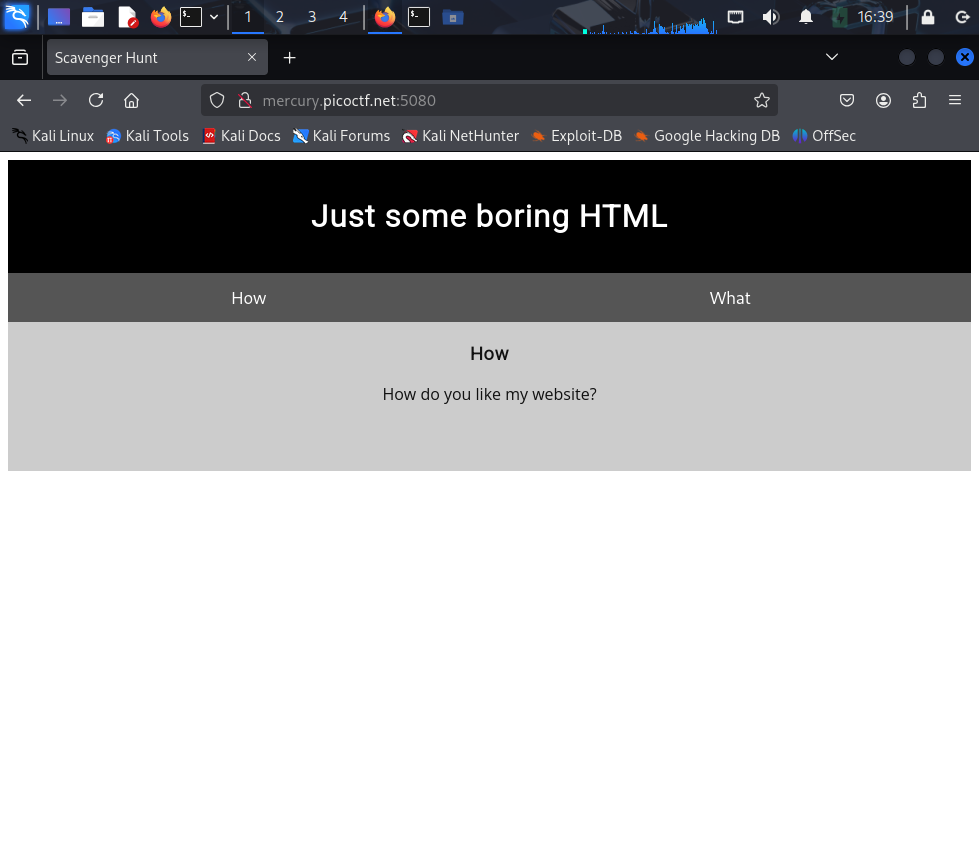 1 2 3 4 16:39
Scavenger Hunt
mercury.picoctf.net:5080
Kali Linux Kali Tools Kali Docs Kali Forums Kali NetHunter Exploit-DB Google Hacking DB OffSec
Just some boring HTML
How What
How
How do you like my website?